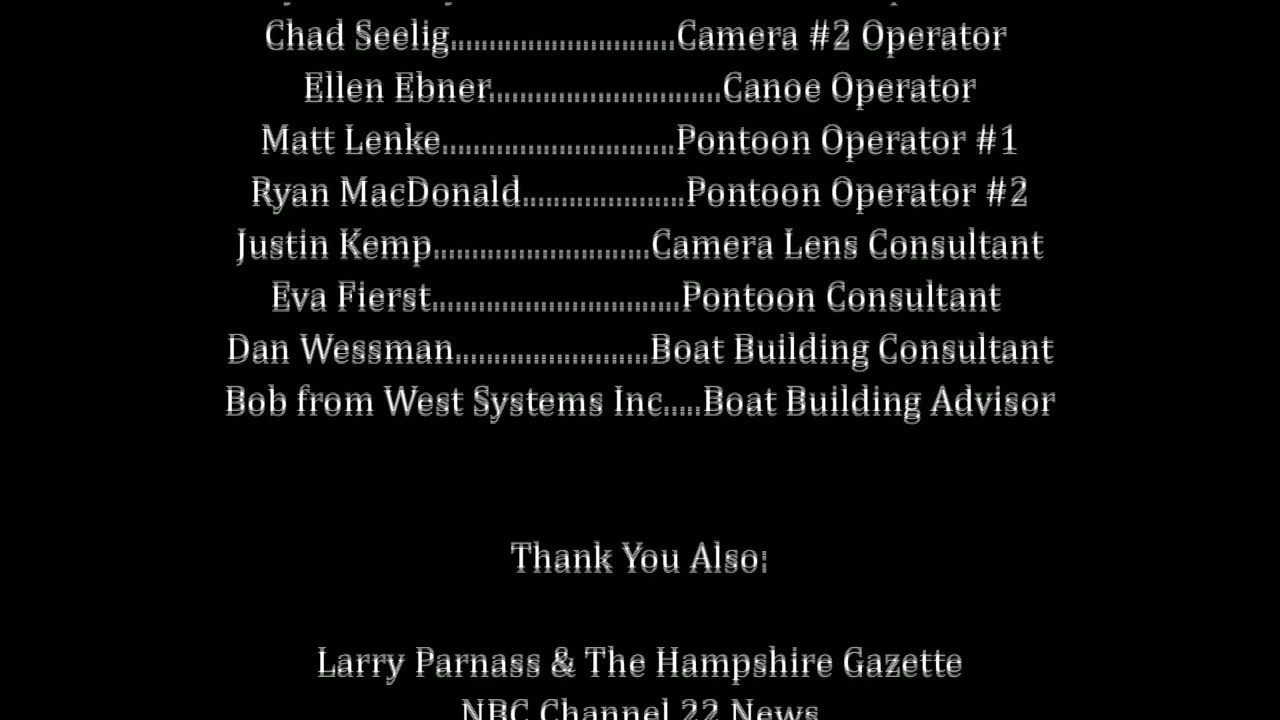 Chad Seelig.............................Camera #2 Operator
Ellen Ebner..............................Canoe Operator
Matt Lenke..............................Pontoon Operator #1
Ryan MacDonald.....................Pontoon Operator #2
Justin Kemp............................Camera Lens Consultant
Eva Fierst................................Pontoon Consultant
Dan Wessman.........................Boat Building Consultant
Bob from West Systems Inc.....Boat Building Advisor
Thank You Also:
Larry Parnass & The Hampshire Gazette
NBC Channel 22 News